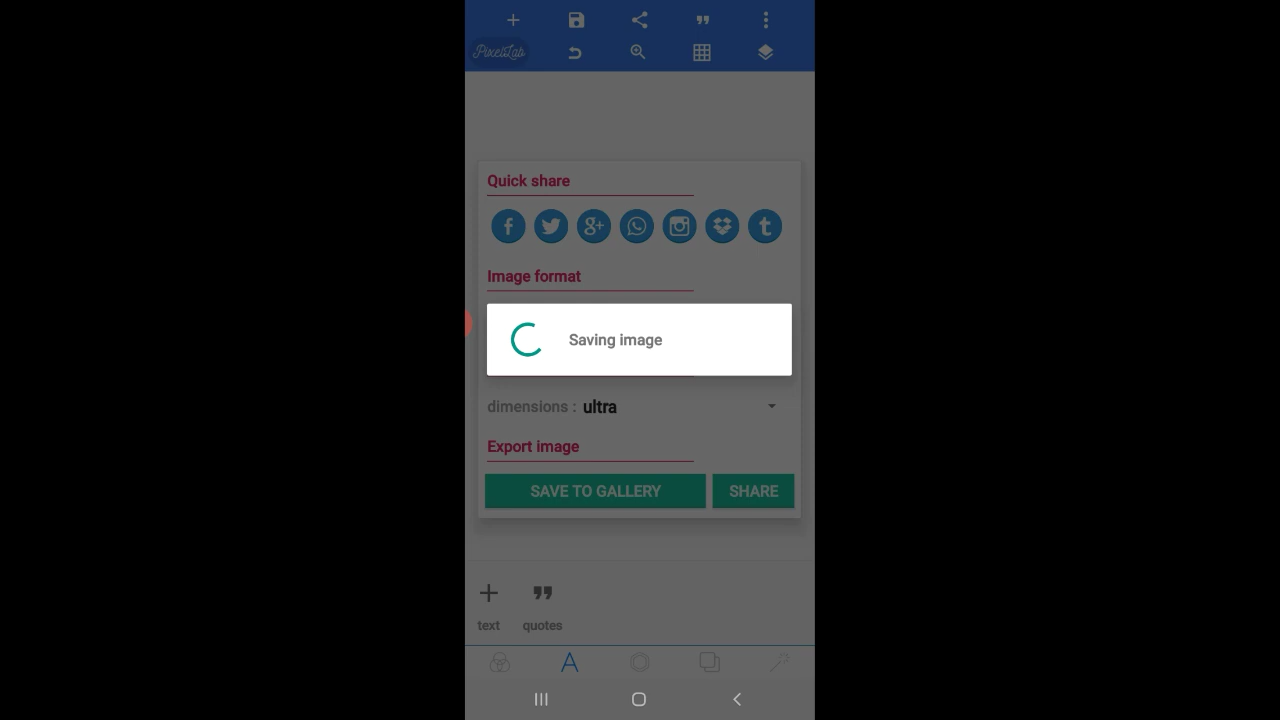 PixelLab
Quick share
Image format
Saving image
dimensions : ultra
Export image
SAVE TO GALLERY SHARE
text quotes